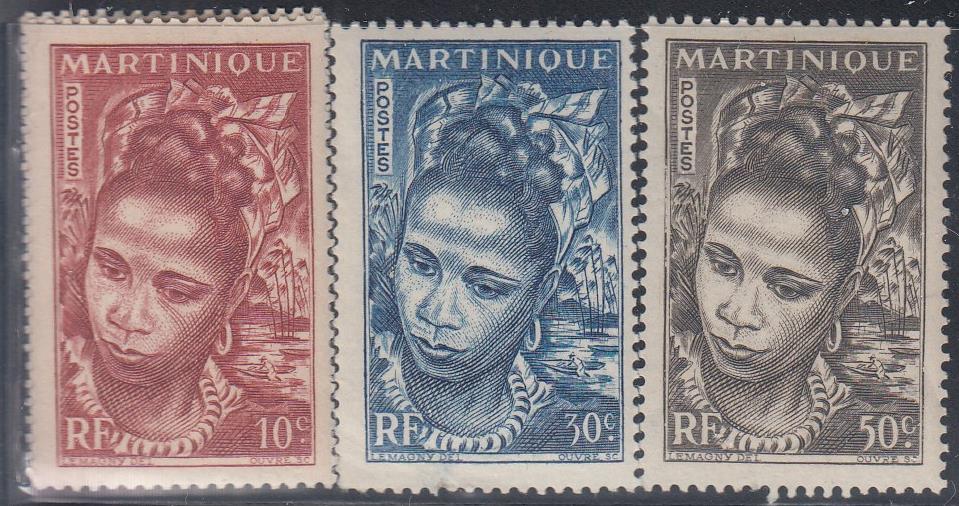 MARTINIQUE
POSTES
RF 10c.
LEMAGNY DEL. OUVRE SC.
MARTINIQUE
POSTES
RF 30c.
LEMAGNY DEL. OUVRE SC.
MARTINIQUE
POSTES
RF 50c.
LEMAGNY DEL. OUVRE SC.